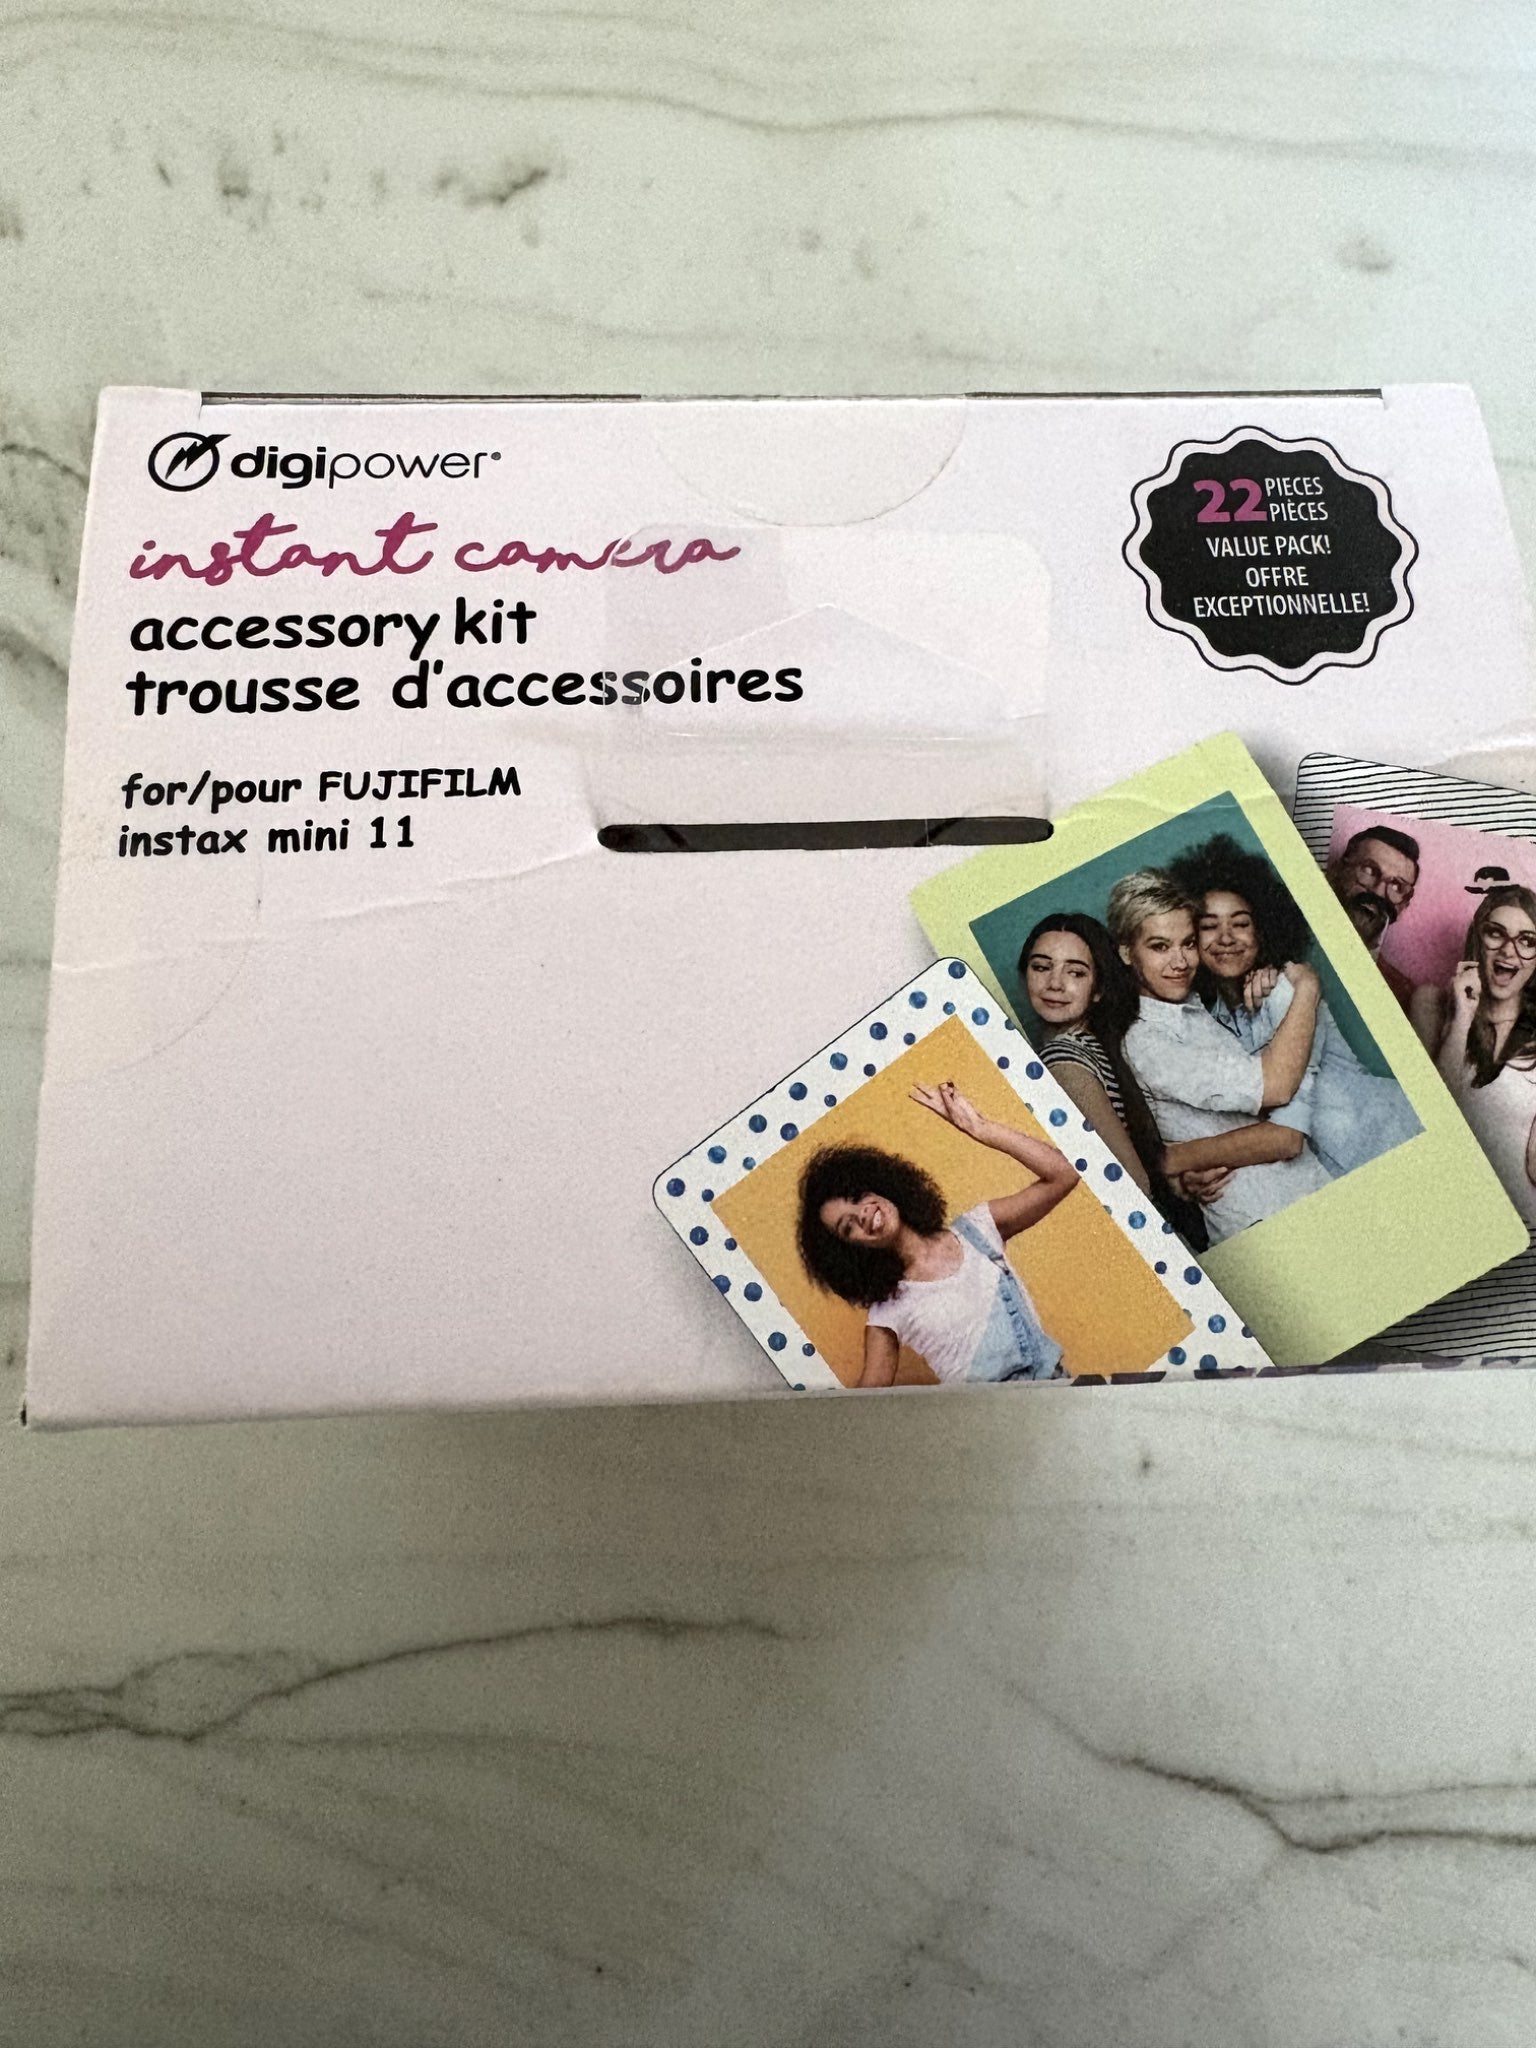 digipower
instant camera
accessory kit
trousse d'accessoires
for/pour FUJIFILM
instax mini 11
22 PIECES
PIÈCES
VALUE PACK!
OFFRE
EXCEPTIONNELLE!